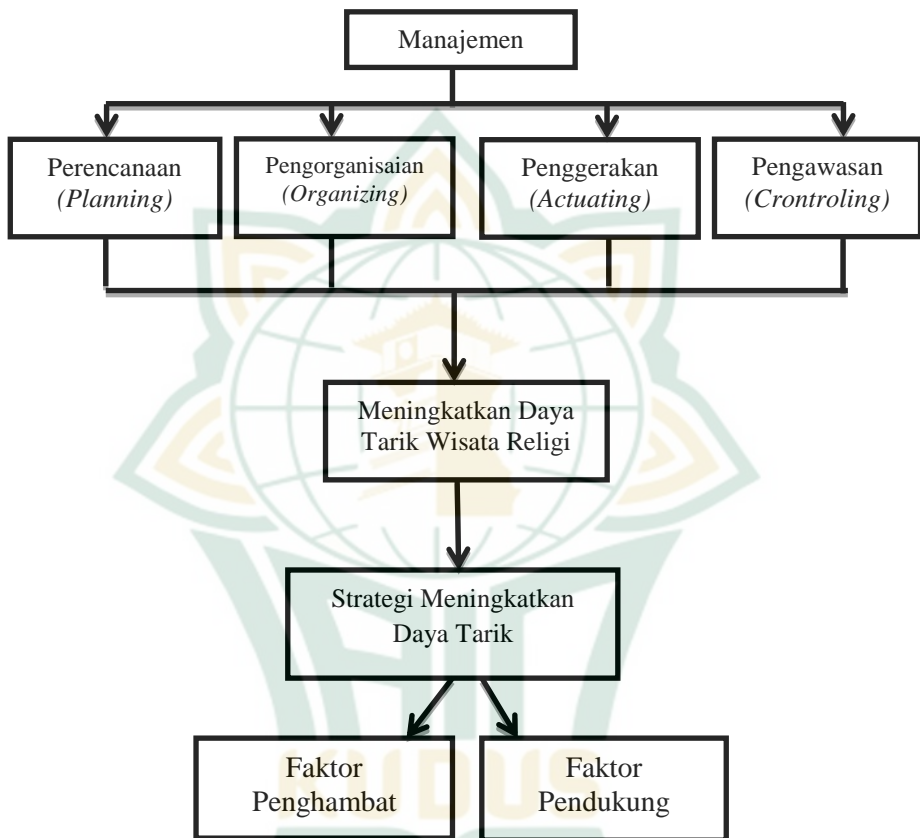 Manajemen
Perencanaan
(Planning)
Pengorganisaian
(Organizing)
Penggerakan
(Actuating)
Pengawasan
(Crontroling)
Meningkatkan Daya
Tarik Wisata Religi
Strategi Meningkatkan
Daya Tarik
Faktor
Penghambat
Faktor
Pendukung
KUDUS